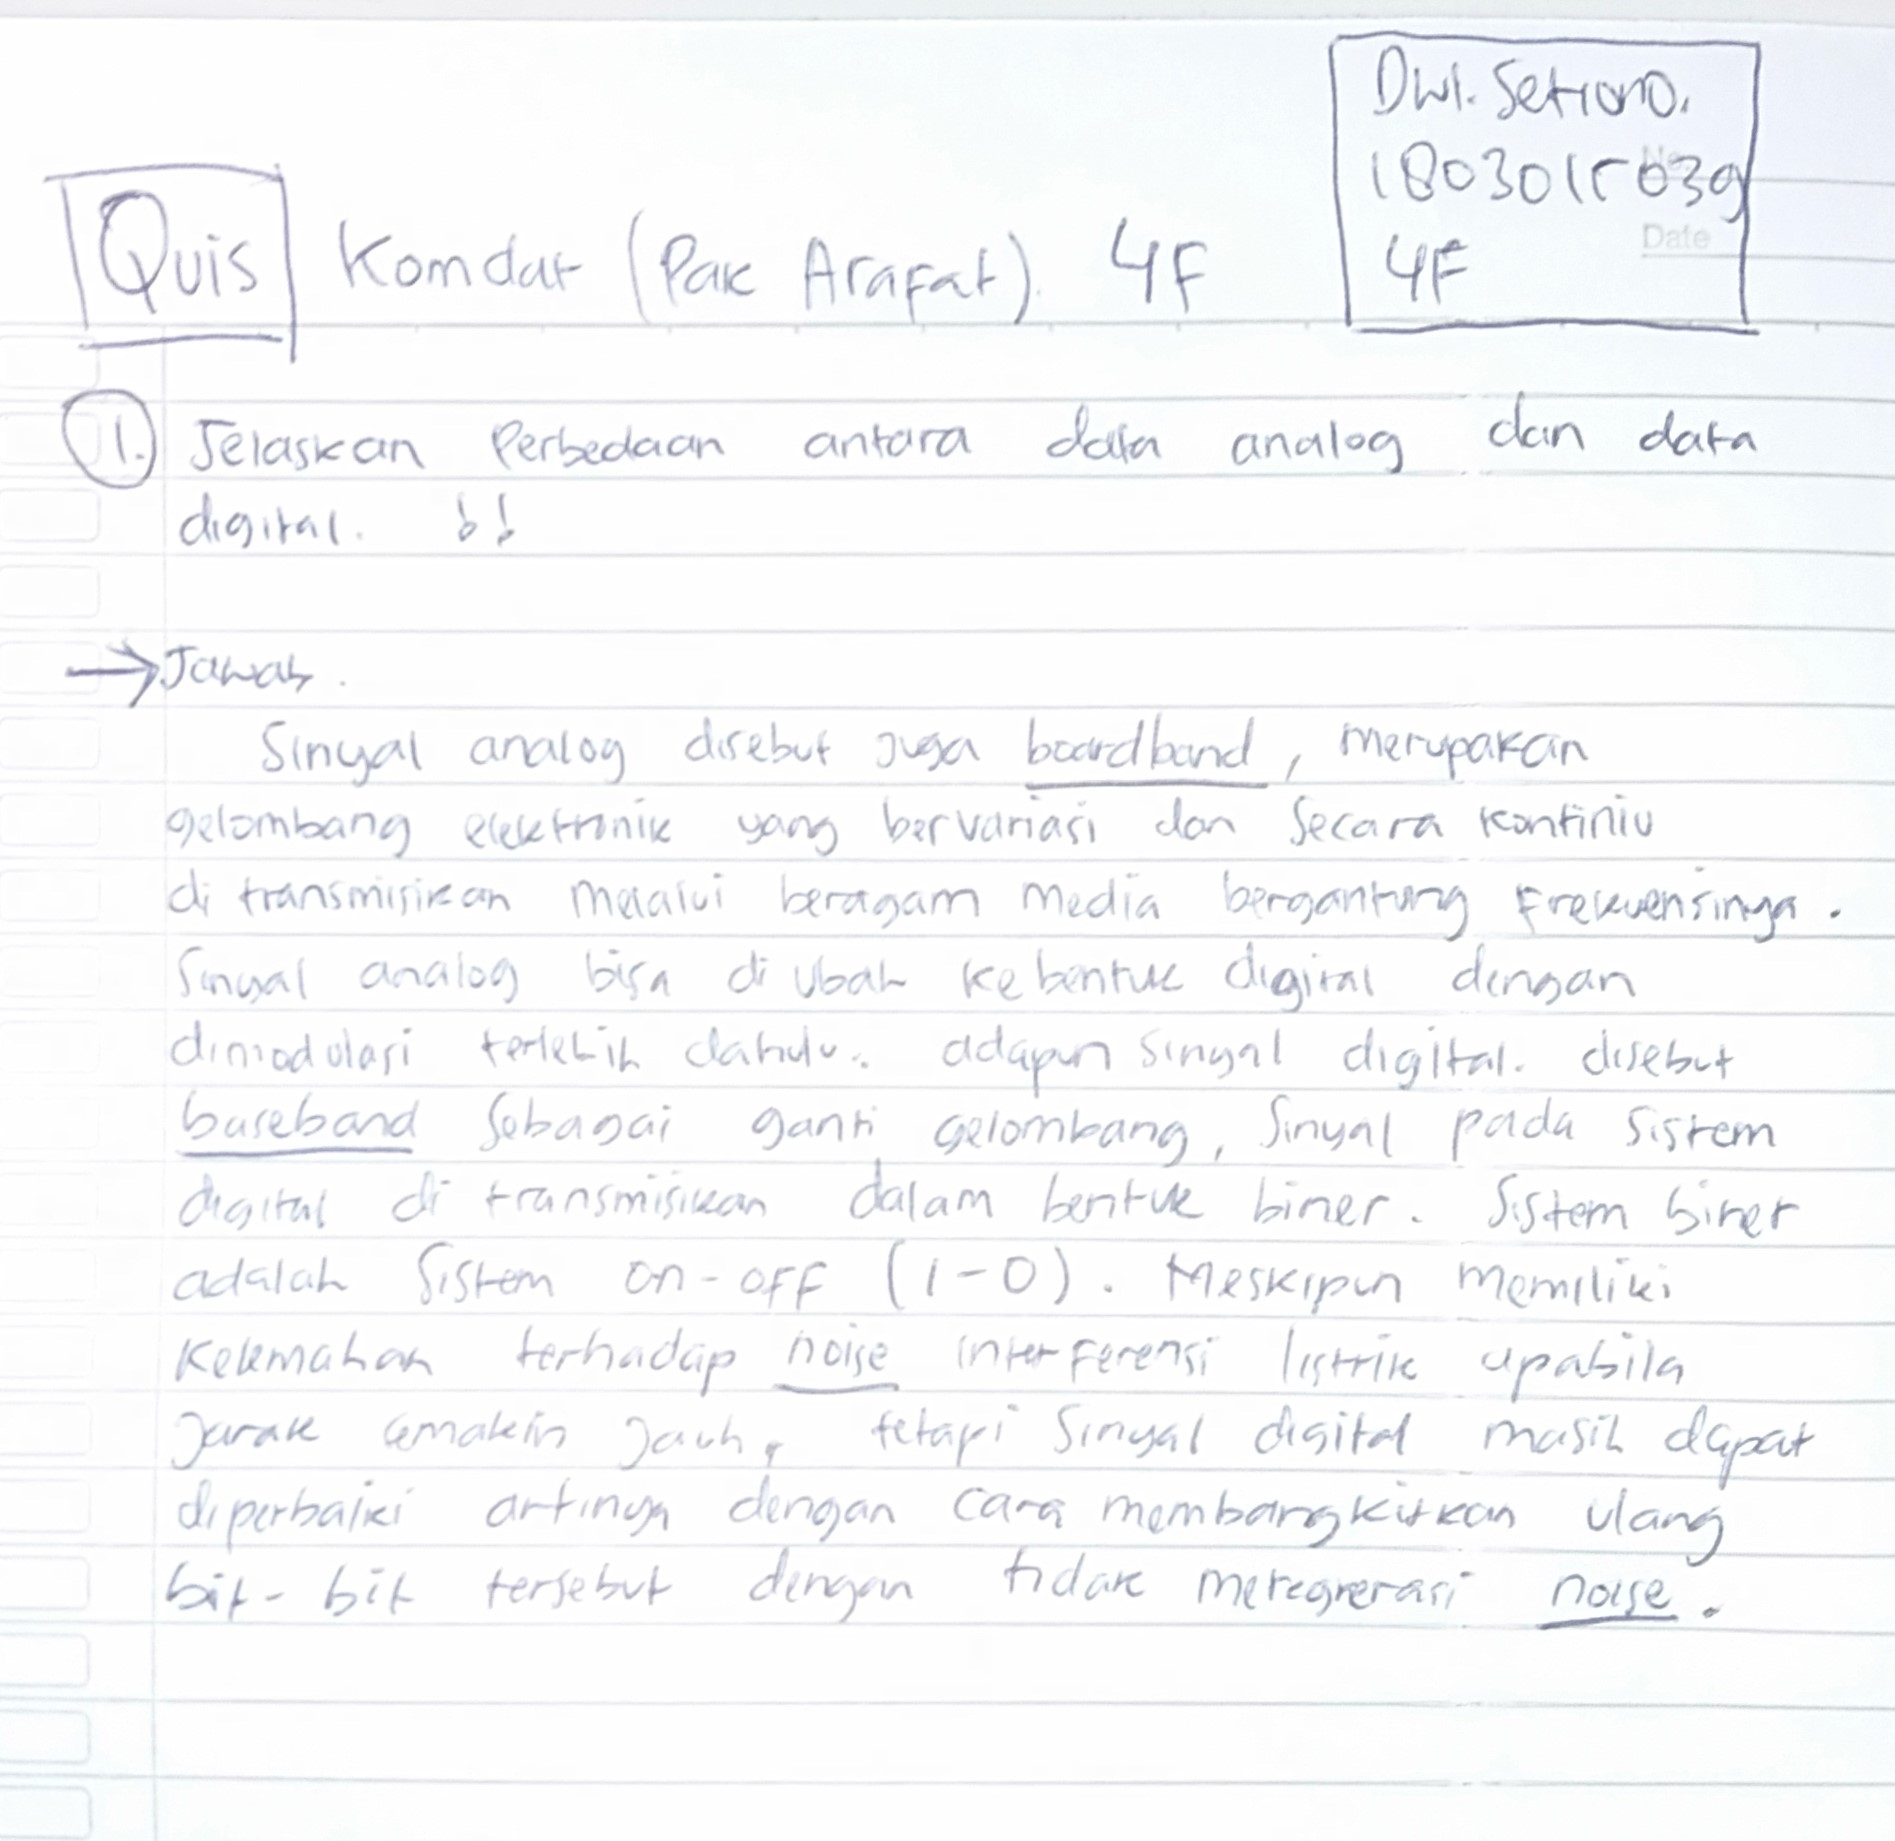 Dwi. Setiono.
18030115039
4F
No
Date
Quis Komdat (Pak Arafat). 4F
1. Jelaskan Perbedaan antara data analog dan data
digital. !!
→ Jawab.
Sinyal analog disebut juga boardband, merupakan
gelombang elektronik yang bervariasi dan Secara kontiniu
di transmisikan melalui beragam media bergantung Frekuensinya.
Sinyal analog bisa di ubah ke bentuk digital dengan
dimodulasi terlebih dahulu. adapun sinyal digital. disebut
baseband Sebagai ganti gelombang, Sinyal pada Sistem
digital di transmisikan dalam bentuk biner. Sistem biner
adalah Sistem on-off (1-0). Meskipun memiliki
Kelemahan terhadap noise interferensi listrik apabila
Jarak semakin jauh, tetapi Sinyal digital masih dapat
diperbaiki artinya dengan cara membangkitkan ulang
bit-bit tersebut dengan tidak noise.